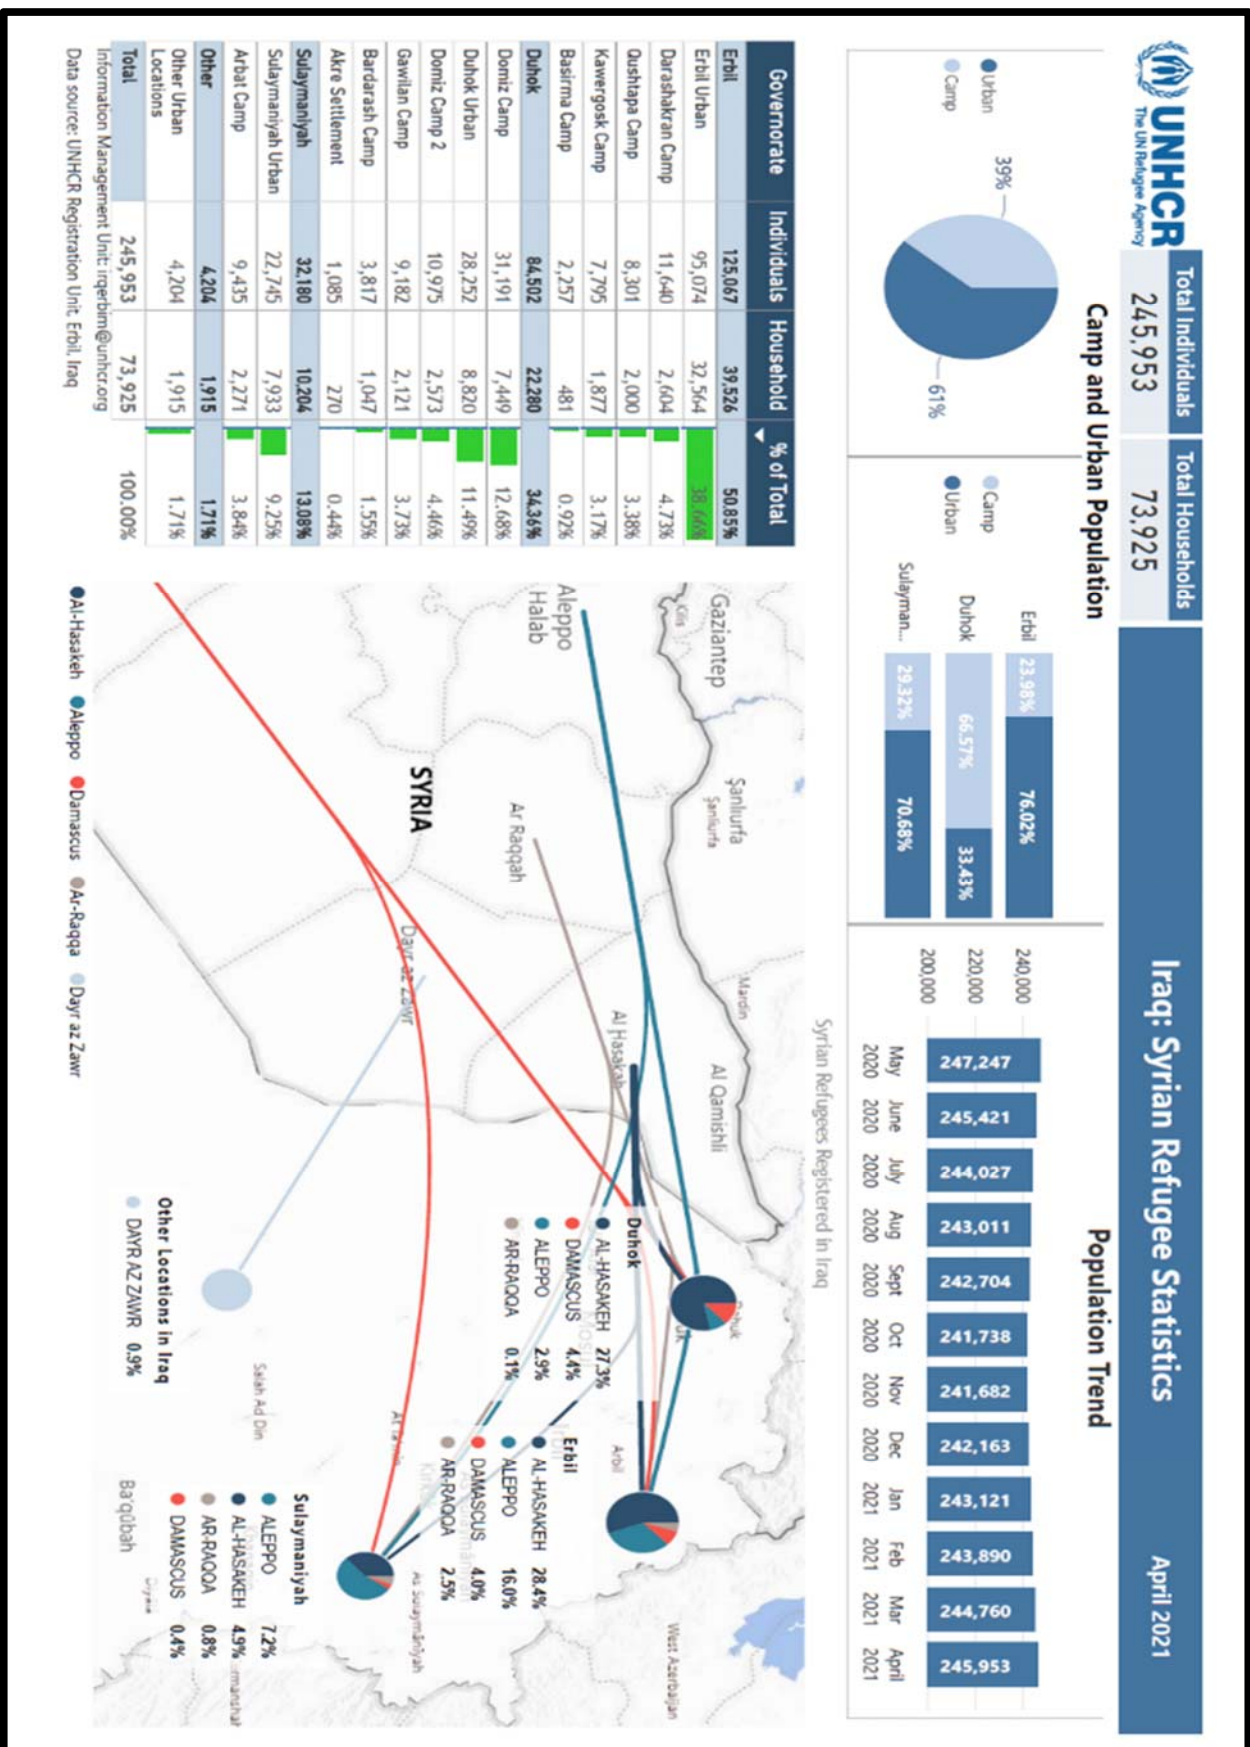 UNHCR
The UN Refugee Agency
Total Individuals
245,953
Total Households
73,925
Iraq: Syrian Refugee Statistics
April 2021
Camp and Urban Population
Urban
Camp
39%
61%
Camp
Urban
Erbil 23.98% 76.02%
Duhok 66.57% 33.43%
Sulayman... 29.32% 70.68%
Population Trend
240,000
220,000
200,000
247,247 245,421 244,027 243,011 242,704 241,738 241,682 242,163 243,121 243,890 244,760 245,953
May June July Aug Sept Oct Nov Dec Jan Feb Mar April
2020 2020 2020 2020 2020 2020 2020 2020 2021 2021 2021 2021
Governorate Individuals Household % of Total
Erbil 125,067 39,526 50.85%
Erbil Urban 95,074 32,564 38.66%
Darashakran Camp 11,640 2,604 4.73%
Qushtapa Camp 8,301 2,000 3.38%
Kawergosk Camp 7,795 1,877 3.17%
Basirma Camp 2,257 481 0.92%
Duhok 84,502 22,280 34.36%
Domiz Camp 31,191 7,449 12.68%
Duhok Urban 28,252 8,820 11.49%
Domiz Camp 2 10,975 2,573 4.46%
Gawilan Camp 9,182 2,121 3.73%
Bardarash Camp 3,817 1,047 1.55%
Akre Settlement 1,085 270 0.44%
Sulaymaniyah 32,180 10,204 13.08%
Sulaymaniyah Urban 22,745 7,933 9.25%
Arbat Camp 9,435 2,271 3.84%
Other 4,204 1,915 1.71%
Other Urban
Locations 4,204 1,915 1.71%
Total 245,953 73,925 100.00%
Information Management Unit: irqerbim@unhcr.org
Data source: UNHCR Registration Unit, Erbil, Iraq
Syrian Refugees Registered in Iraq
Gaziantep
Kilis
Şanlıurfa
Şanlıurfa
Mardin
Al Qamishli
Aleppo
Halab
Ar Raqqah
Al Hasakah
SYRIA
Dayr az Zawr
Arbil
West Azerbaijan
Duhok
AL-HASAKEH 27.3%
DAMASCUS 4.4%
ALEPPO 2.9%
AR-RAQQA 0.1%
Erbil
AL-HASAKEH 28.4%
ALEPPO 16.0%
DAMASCUS 4.0%
AR-RAQQA 2.5%
As Sulaymānīyah
Sulaymaniyah
ALEPPO 7.2%
AL-HASAKEH 4.9%
AR-RAQQA 0.8%
DAMASCUS 0.4%
Salah Ad Din
Ba'qūbah
Other Locations in Iraq
DAYR AZ ZAWR 0.9%
Al-Hasakeh Aleppo Damascus Ar-Raqqa Dayr az Zawr